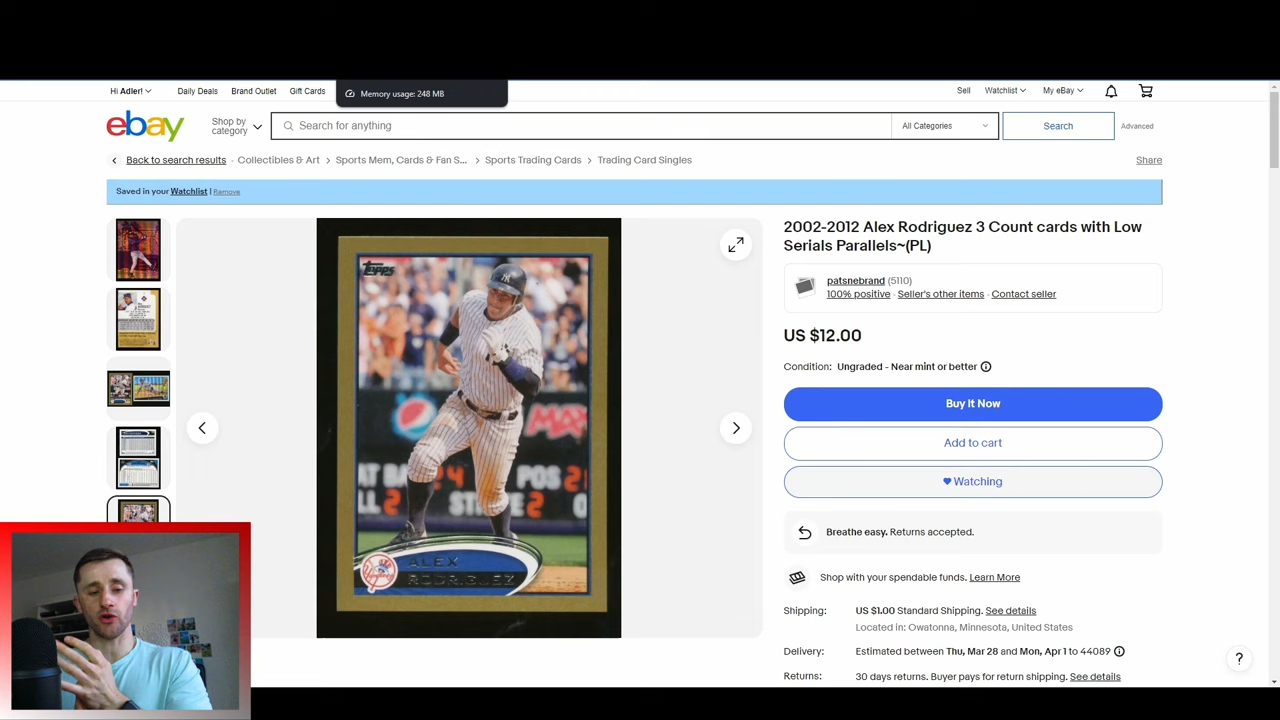 Memory usage: 248 MB
Hi Adler!
Daily Deals
Brand Outlet
Gift Cards
Sell
Watchlist
My eBay
ebay
Shop by category
Search for anything
All Categories
Search
Advanced
Back to search results
Collectibles & Art
Sports Mem, Cards & Fan S...
Sports Trading Cards
Trading Card Singles
Share
Saved in your Watchlist | Remove
Topps
ALEX
RODRIGUEZ
2002-2012 Alex Rodriguez 3 Count cards with Low
Serials Parallels~(PL)
patsnebrand (5110)
100% positive · Seller's other items · Contact seller
US $12.00
Condition: Ungraded - Near mint or better
Buy It Now
Add to cart
Watching
Breathe easy. Returns accepted.
Shop with your spendable funds. Learn More
Shipping: US $1.00 Standard Shipping. See details
Located in: Owatonna, Minnesota, United States
Delivery: Estimated between Thu, Mar 28 and Mon, Apr 1 to 44089
Returns: 30 days returns. Buyer pays for return shipping. See details
?